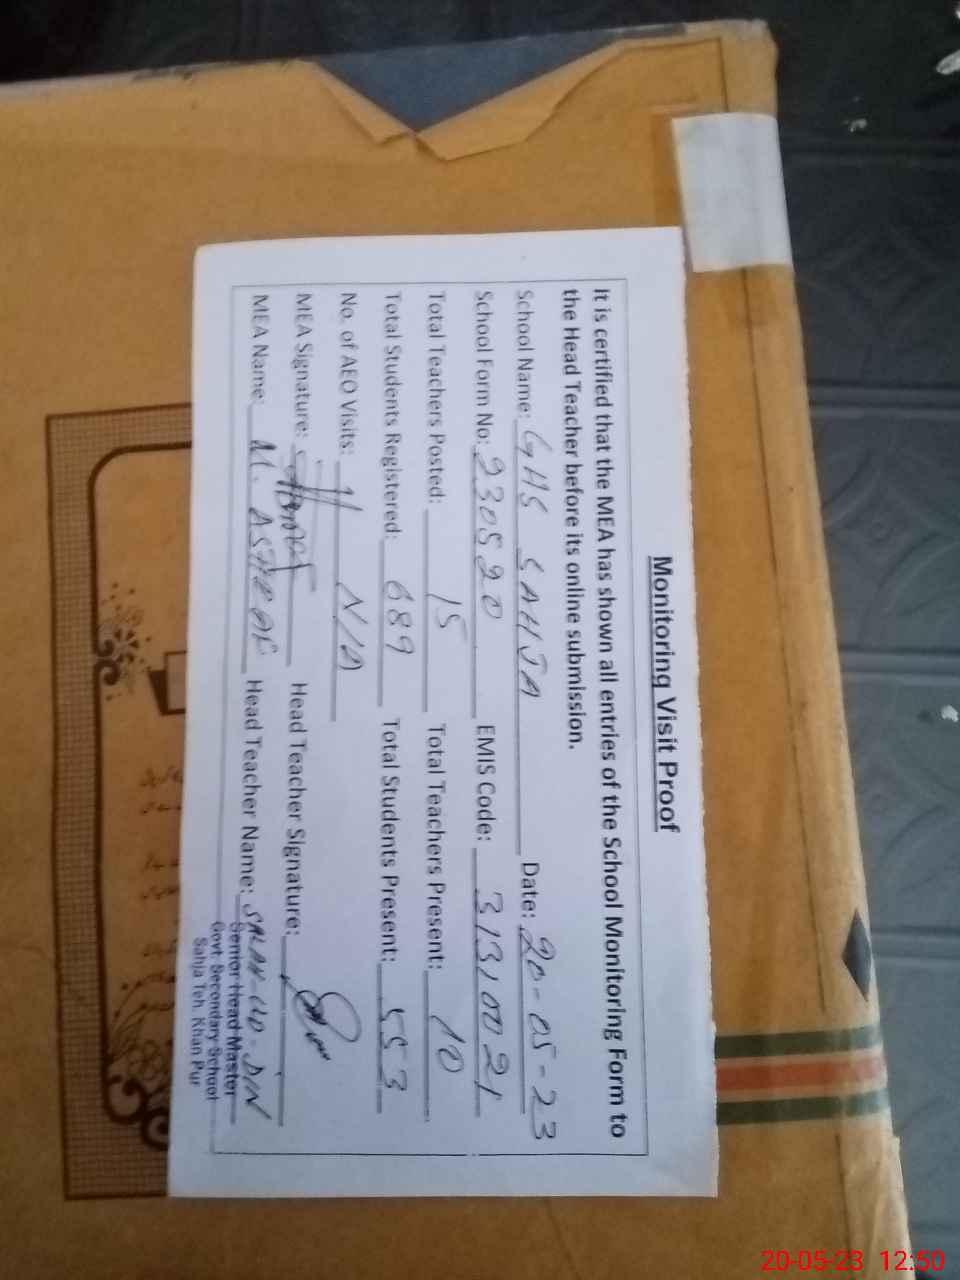 Monitoring Visit Proof
It is certified that the MEA has shown all entries of the School Monitoring Form to
the Head Teacher before its online submission.
School Name: GHS SAHJA Date: 20-05-23
School Form No: 230520 EMIS Code: 31310021
Total Teachers Posted: 15 Total Teachers Present: 10
Total Students Registered: 689 Total Students Present: 553
No. of AEO Visits: N/A
MEA Signature: Head Teacher Signature:
MEA Name: M. ASHRAF Head Teacher Name: SALAH-UD-DIN
Senior Head Master
Govt. Secondary School
Sahja Teh. Khan Pur
20-05-23 12:50